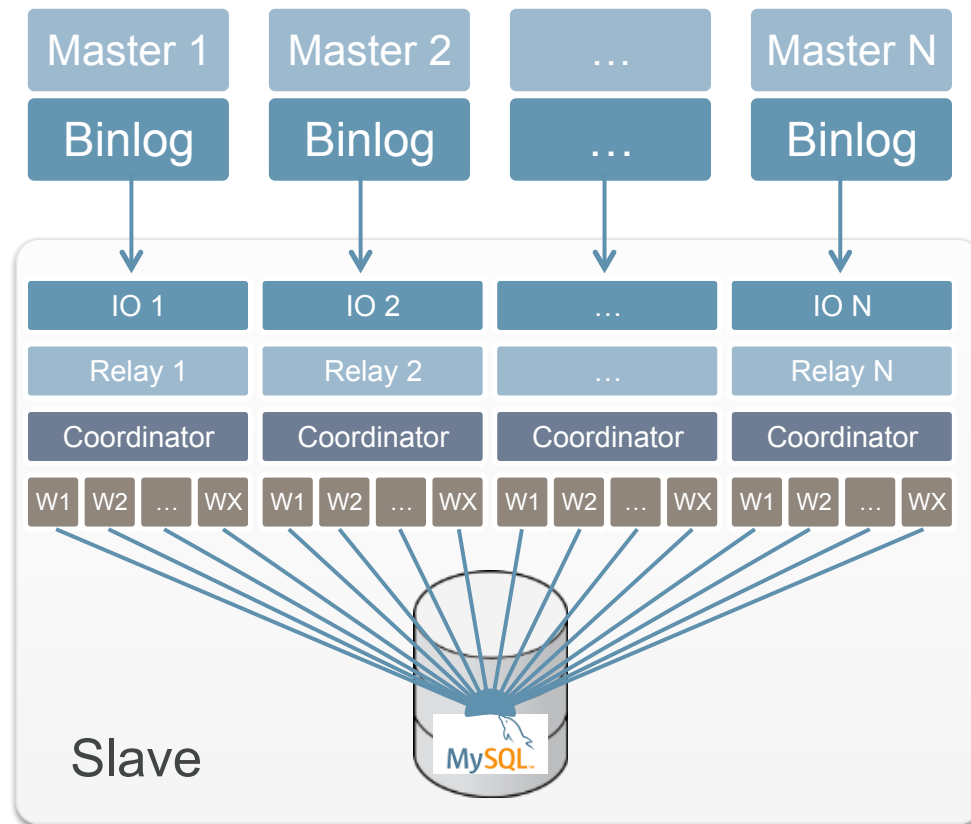 Master 1 Master 2 … Master N
Binlog Binlog … Binlog
IO 1 IO 2 … IO N
Relay 1 Relay 2 … Relay N
Coordinator Coordinator Coordinator Coordinator
W1 W2 … WX W1 W2 … WX W1 W2 … WX W1 W2 … WX
MySQL™
Slave